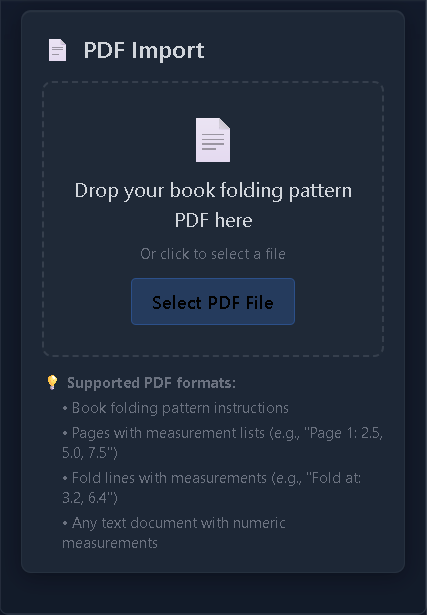 PDF Import
Drop your book folding pattern
PDF here
Or click to select a file
Select PDF File
Supported PDF formats:
• Book folding pattern instructions
• Pages with measurement lists (e.g., "Page 1: 2.5,
5.0, 7.5")
• Fold lines with measurements (e.g., "Fold at:
3.2, 6.4")
• Any text document with numeric
measurements